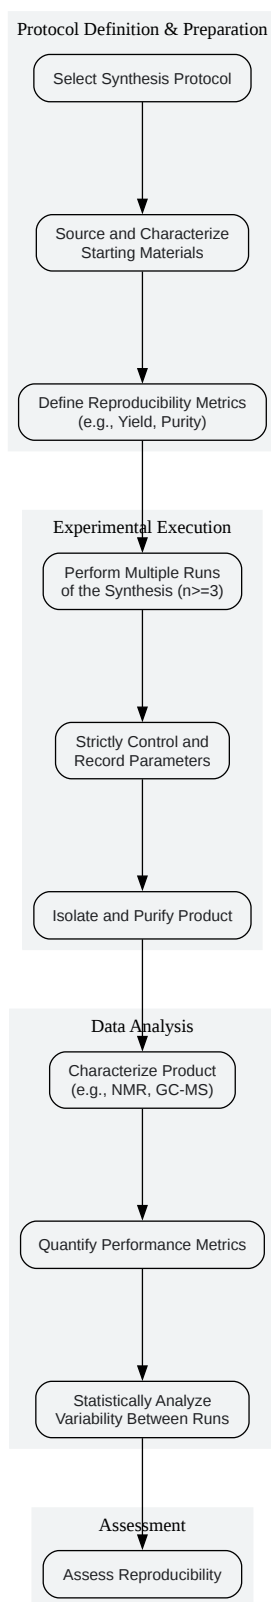 Protocol Definition & Preparation
Select Synthesis Protocol
Source and Characterize
Starting Materials
Define Reproducibility Metrics
(e.g., Yield, Purity)
Experimental Execution
Perform Multiple Runs
of the Synthesis (n>=3)
Strictly Control and
Record Parameters
Isolate and Purify Product
Data Analysis
Characterize Product
(e.g., NMR, GC-MS)
Quantify Performance Metrics
Statistically Analyze
Variability Between Runs
Assessment
Assess Reproducibility